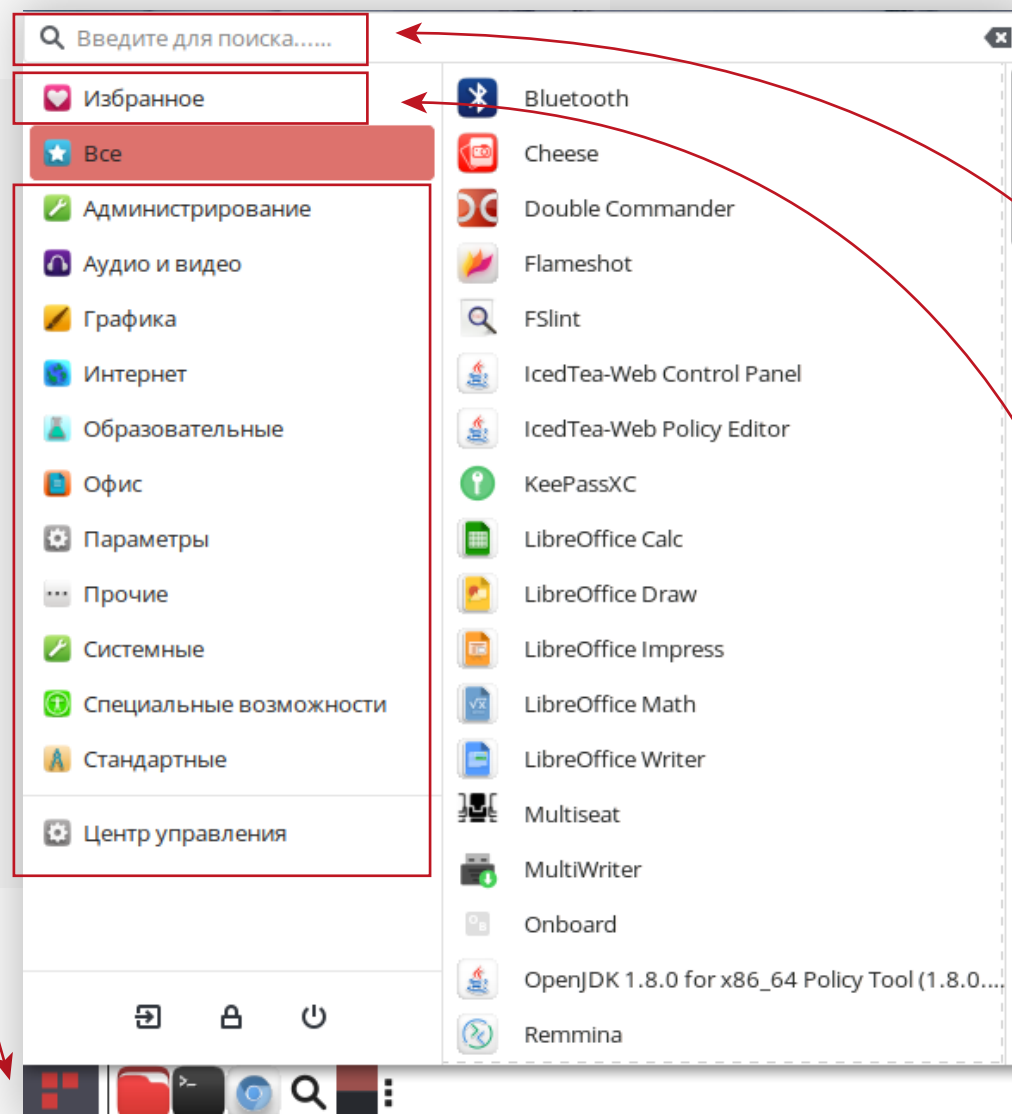 Введите для поиска......
Избранное
Все
Администрирование
Аудио и видео
Графика
Интернет
Образовательные
Офис
Параметры
Прочие
Системные
Специальные возможности
Стандартные
Центр управления
Bluetooth
Cheese
Double Commander
Flameshot
FSlint
IcedTea-Web Control Panel
IcedTea-Web Policy Editor
KeePassXC
LibreOffice Calc
LibreOffice Draw
LibreOffice Impress
LibreOffice Math
LibreOffice Writer
Multiseat
MultiWriter
Onboard
OpenJDK 1.8.0 for x86_64 Policy Tool (1.8.0....
Remmina